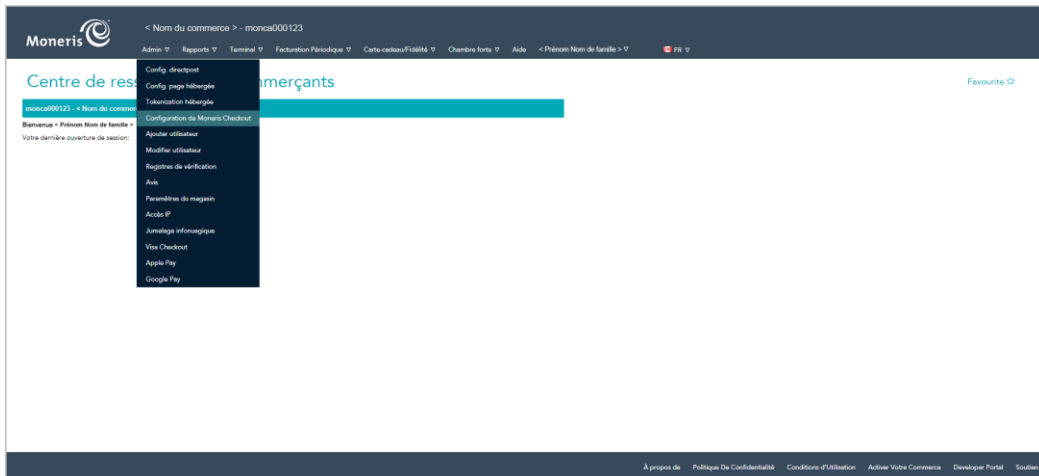 < Nom du commerce > - monca000123
Moneris
Admin Rapports Terminal Facturation Périodique Carte-cadeau/Fidélité Chambre forte Aide < Prénom Nom de famille > FR
Centre de res mmerçants
Favourite
monca000123 - < Nom du commer
Bienvenue < Prénom Nom de famille >
Votre dernière ouverture de session:
Config. directpost
Config. page hébergée
Tokenization hébergée
Configuration de Moneris Checkout
Ajouter utilisateur
Modifier utilisateur
Registres de vérification
Avis
Paramètres du magasin
Accès IP
Jumelage infonuagique
Visa Checkout
Apple Pay
Google Pay
À propos de Politique De Confidentialité Conditions d'Utilisation Activer Votre Commerce Developer Portal Soutien